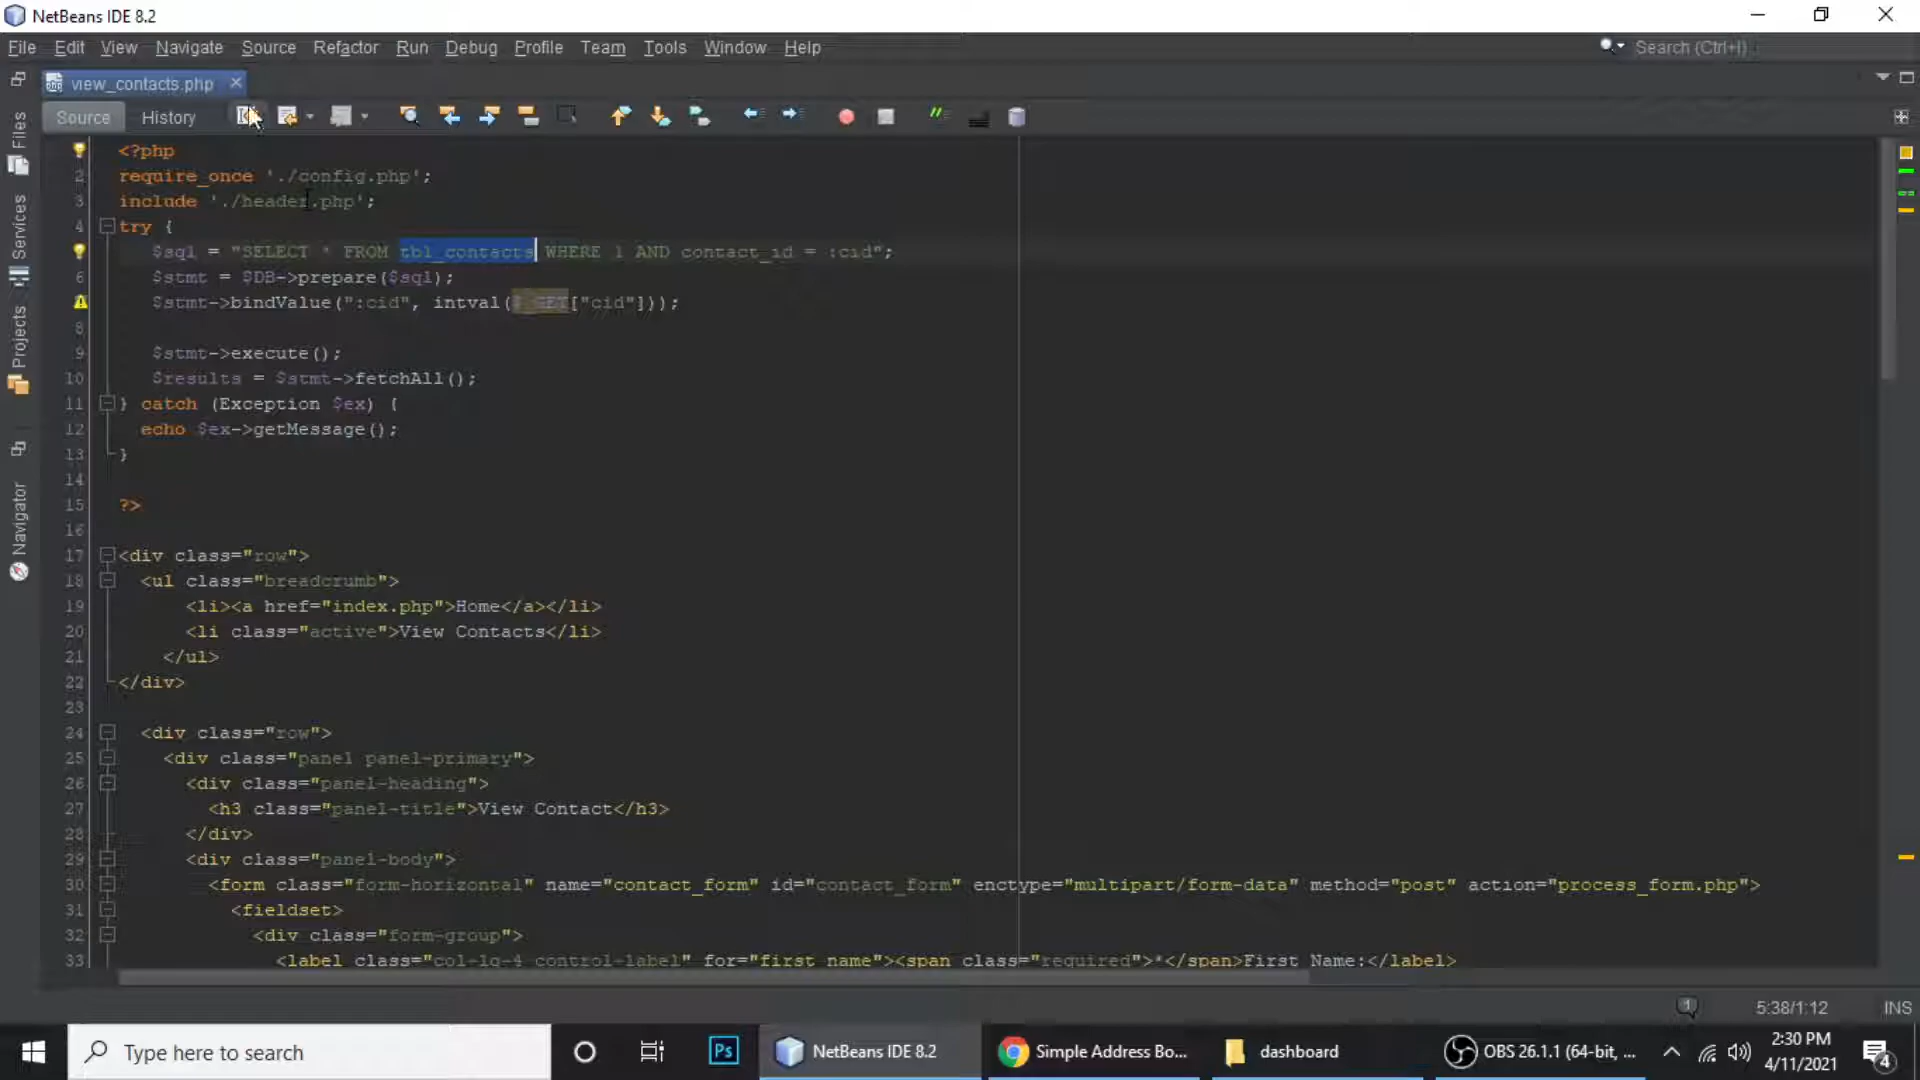 NetBeans IDE 8.2
File Edit View Navigate Source Refactor Run Debug Profile Team Tools Window Help
Search (Ctrl+I)
view_contacts.php
Source History
Files
Services
Projects
Navigator
<?php
2 require_once './config.php';
3 include './header.php';
4 try {
$sql = "SELECT * FROM tbl_contacts WHERE 1 AND contact_id = :cid";
6 $stmt = $DB->prepare($sql);
$stmt->bindValue(":cid", intval($_GET["cid"]));
8
9 $stmt->execute();
10 $results = $stmt->fetchAll();
11 } catch (Exception $ex) {
12 echo $ex->getMessage();
13 }
14
15 ?>
16
17 <div class="row">
18 <ul class="breadcrumb">
19 <li><a href="index.php">Home</a></li>
20 <li class="active">View Contacts</li>
21 </ul>
22 </div>
23
24 <div class="row">
25 <div class="panel panel-primary">
26 <div class="panel-heading">
27 <h3 class="panel-title">View Contact</h3>
28 </div>
29 <div class="panel-body">
30 <form class="form-horizontal" name="contact_form" id="contact_form" enctype="multipart/form-data" method="post" action="process_form.php">
31 <fieldset>
32 <div class="form-group">
33 <label class="col-lg-4 control-label" for="first_name"><span class="required">*</span>First Name:</label>
1
5:38/1:12 INS
Type here to search
Ps
NetBeans IDE 8.2
Simple Address Bo...
dashboard
OBS 26.1.1 (64-bit, ...
2:30 PM
4/11/2021
4